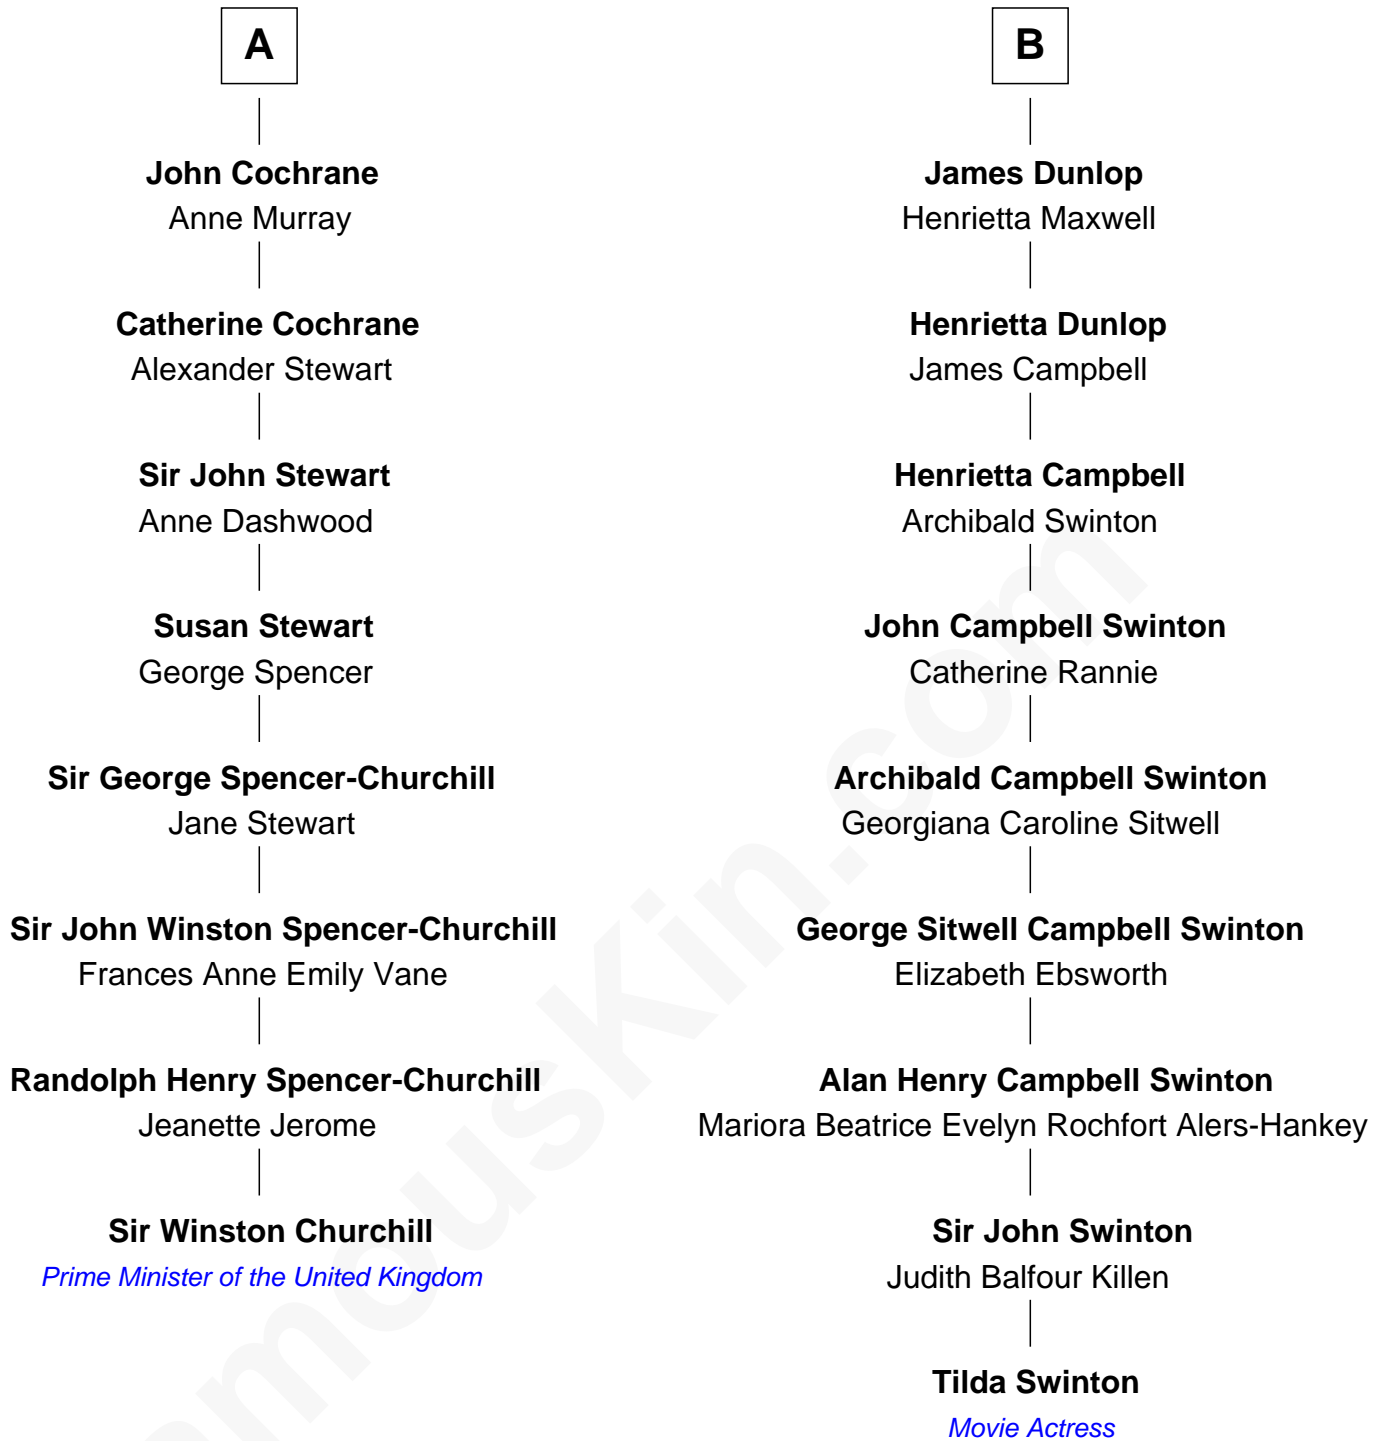 A
John Cochrane
Anne Murray
Catherine Cochrane
Alexander Stewart
Sir John Stewart
Anne Dashwood
Susan Stewart
George Spencer
Sir George Spencer-Churchill
Jane Stewart
Sir John Winston Spencer-Churchill
Frances Anne Emily Vane
Randolph Henry Spencer-Churchill
Jeanette Jerome
Sir Winston Churchill
Prime Minister of the United Kingdom
B
James Dunlop
Henrietta Maxwell
Henrietta Dunlop
James Campbell
Henrietta Campbell
Archibald Swinton
John Campbell Swinton
Catherine Rannie
Archibald Campbell Swinton
Georgiana Caroline Sitwell
George Sitwell Campbell Swinton
Elizabeth Ebsworth
Alan Henry Campbell Swinton
Mariora Beatrice Evelyn Rochfort Alers-Hankey
Sir John Swinton
Judith Balfour Killen
Tilda Swinton
Movie Actress
amousKin.com